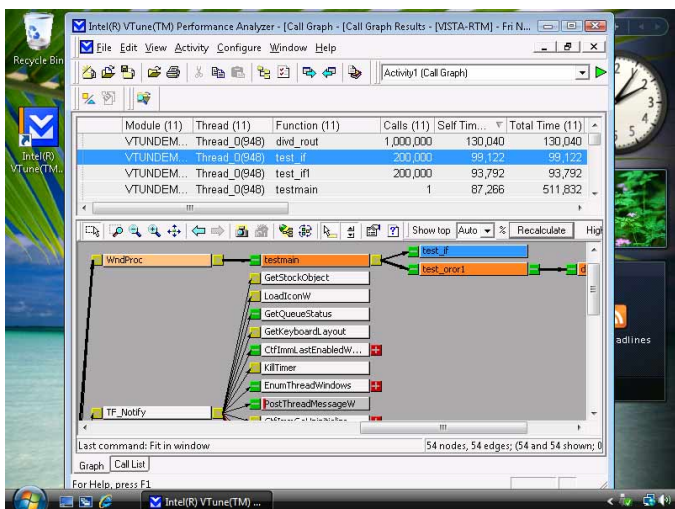 Intel(R) VTune(TM) Performance Analyzer - [Call Graph - [Call Graph Results - [VISTA-RTM] - Fri N...
File Edit View Activity Configure Window Help
Recycle Bin
Activity1 (Call Graph)
Intel(R) VTune(TM...
Module (11) Thread (11) Function (11) Calls (11) Self Tim... Total Time (11)
VTUNDEM... Thread_0(948) divd_rout 1,000,000 130,040 130,040
VTUNDEM... Thread_0(948) test_if 200,000 99,122 99,122
VTUNDEM... Thread_0(948) test_if1 200,000 93,792 93,792
VTUNDEM... Thread_0(948) testmain 1 87,266 511,832
Show top Auto % Recalculate High
test_if
WndProc testmain test_oror1 d
GetStockObject
LoadIconW
GetQueueStatus
GetKeyboardLayout
CtfImmLastEnabledW...
KillTimer
EnumThreadWindows
PostThreadMessageW
TF_Notify
adlines
2
3
4
5
Last command: Fit in window 54 nodes, 54 edges; (54 and 54 shown; 0
Graph Call List
For Help, press F1
Intel(R) VTune(TM) ...